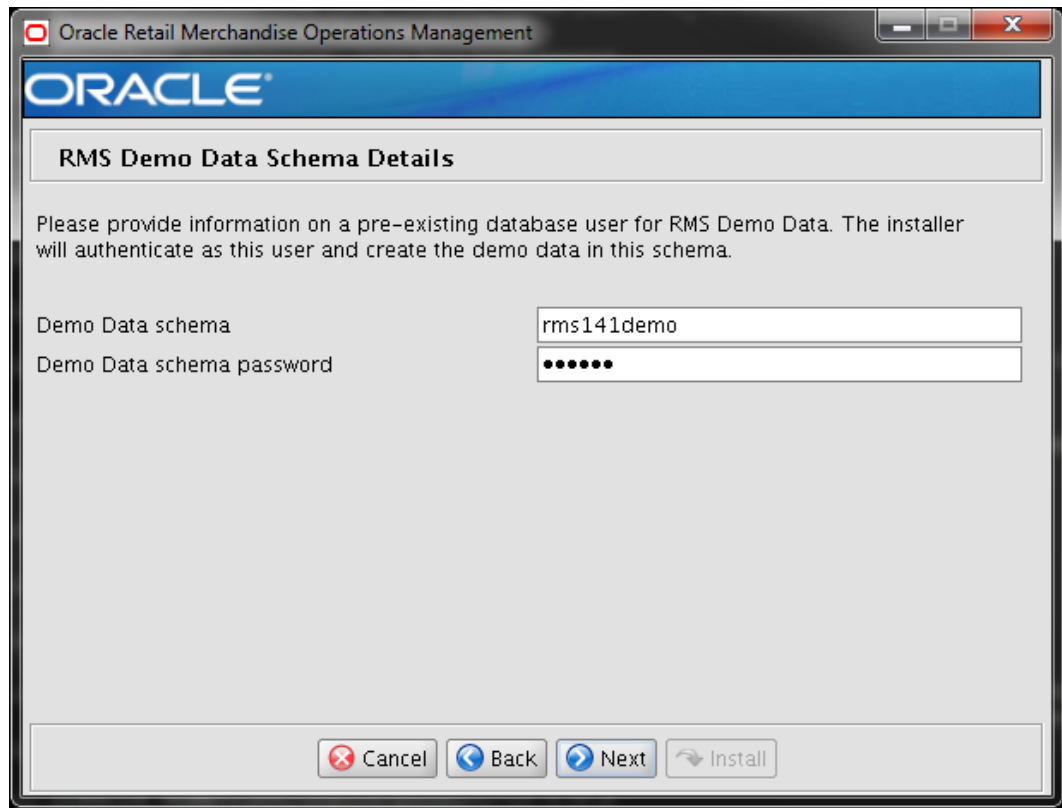 Oracle Retail Merchandise Operations Management
ORACLE®
RMS Demo Data Schema Details
Please provide information on a pre-existing database user for RMS Demo Data. The installer
will authenticate as this user and create the demo data in this schema.
Demo Data schema rms141demo
Demo Data schema password ••••••
Cancel Back Next Install